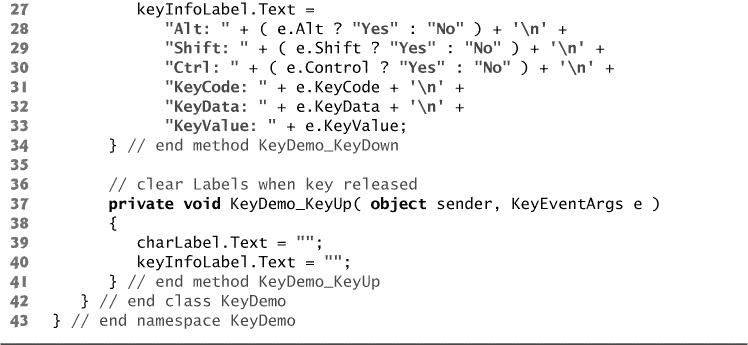 27 keyInfoLabel.Text =
28 "Alt: " + ( e.Alt ? "Yes" : "No" ) + '\n' +
29 "Shift: " + ( e.Shift ? "Yes" : "No" ) + '\n' +
30 "Ctrl: " + ( e.Control ? "Yes" : "No" ) + '\n' +
31 "KeyCode: " + e.KeyCode + '\n' +
32 "KeyData: " + e.KeyData + '\n' +
33 "KeyValue: " + e.KeyValue;
34 } // end method KeyDemo_KeyDown
35
36 // clear Labels when key released
37 private void KeyDemo_KeyUp( object sender, KeyEventArgs e )
38 {
39 charLabel.Text = "";
40 keyInfoLabel.Text = "";
41 } // end method KeyDemo_KeyUp
42 } // end class KeyDemo
43 } // end namespace KeyDemo